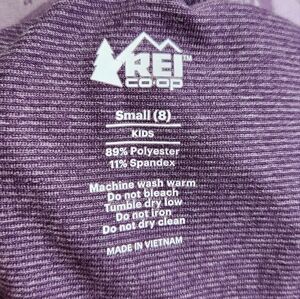 REI™
CO·OP
Small (8)
KIDS
89% Polyester
11% Spandex
Machine wash warm
Do not bleach
Tumble dry low
Do not iron
Do not dry clean
MADE IN VIETNAM